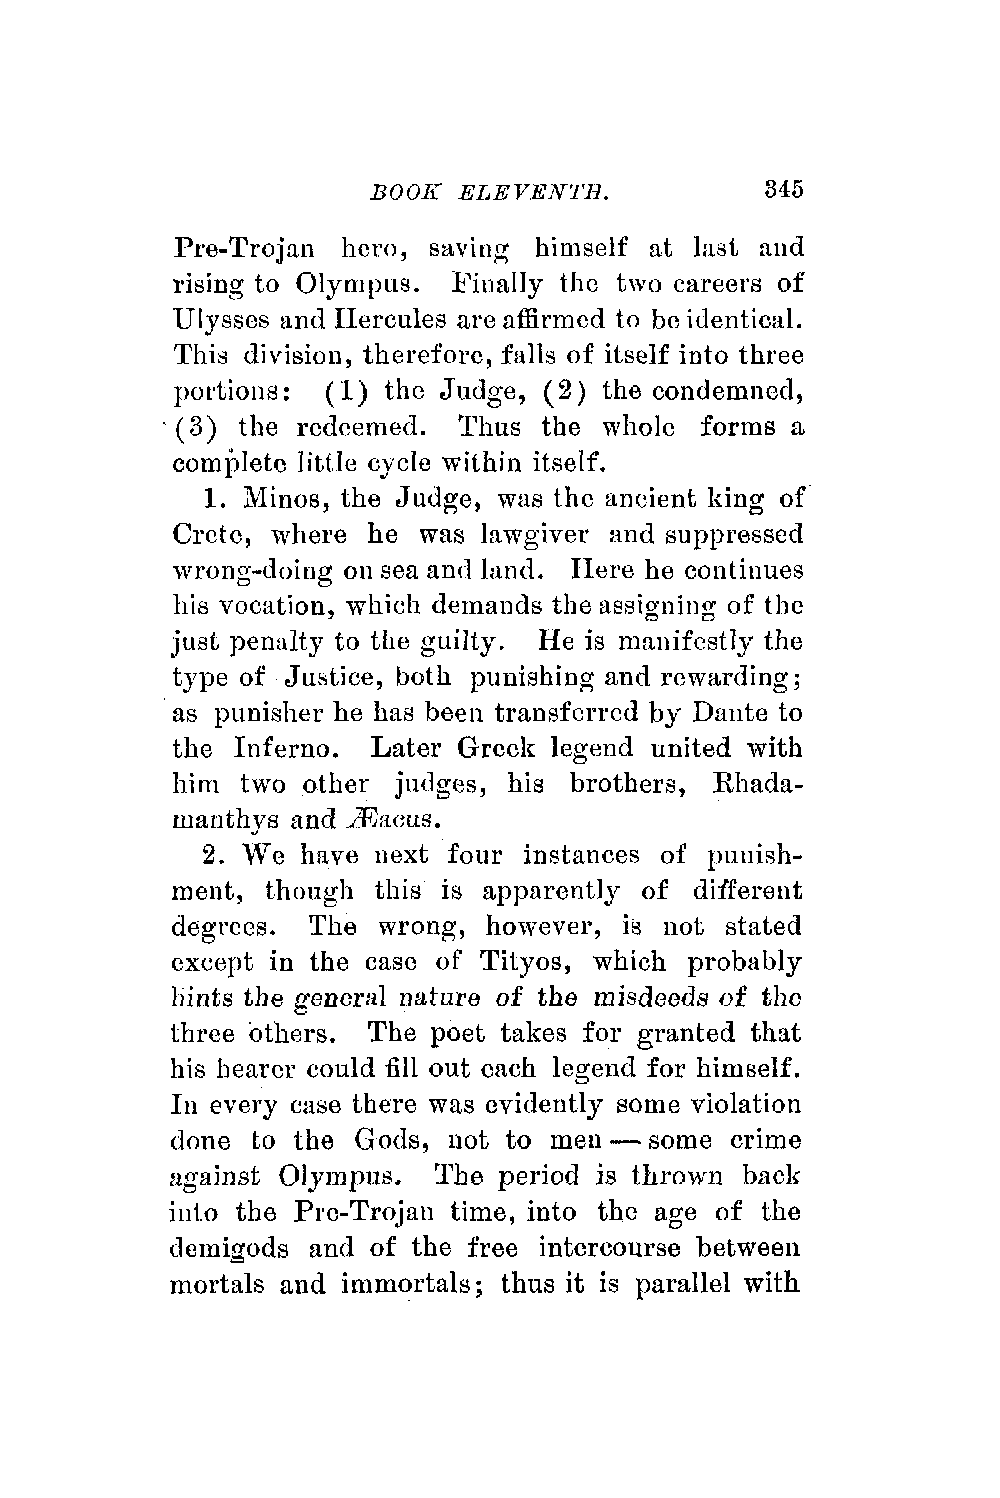 BOOK ELEVENTH. 345
Pre-Trojan hero, saving himself at last and
rising to Olympus. Finally the two careers of
Ulysses and Hercules are affirmed to be identical.
This division, therefore, falls of itself into three
portions: (1) the Judge, (2) the condemned,
(3) the redeemed. Thus the whole forms a
complete little cycle within itself.
1. Minos, the Judge, was the ancient king of
Crete, where he was lawgiver and suppressed
wrong-doing on sea and land. Here he continues
his vocation, which demands the assigning of the
just penalty to the guilty. He is manifestly the
type of Justice, both punishing and rewarding;
as punisher he has been transferred by Dante to
the Inferno. Later Greek legend united with
him two other judges, his brothers, Rhada-
manthys and Æacus.
2. We have next four instances of punish-
ment, though this is apparently of different
degrees. The wrong, however, is not stated
except in the case of Tityos, which probably
hints the general nature of the misdeeds of the
three others. The poet takes for granted that
his hearer could fill out each legend for himself.
In every case there was evidently some violation
done to the Gods, not to men — some crime
against Olympus. The period is thrown back
into the Pre-Trojan time, into the age of the
demigods and of the free intercourse between
mortals and immortals; thus it is parallel with